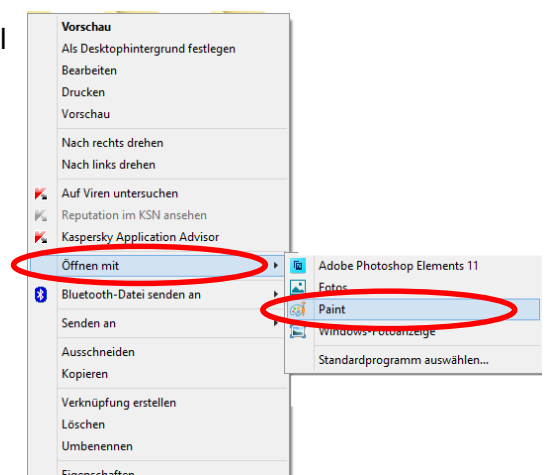 Vorschau
Als Desktophintergrund festlegen
Bearbeiten
Drucken
Vorschau
Nach rechts drehen
Nach links drehen
Auf Viren untersuchen
Reputation im KSN ansehen
Kaspersky Application Advisor
Öffnen mit
Bluetooth-Datei senden an
Senden an
Ausschneiden
Kopieren
Verknüpfung erstellen
Löschen
Umbenennen
Eigenschaften
Adobe Photoshop Elements 11
Fotos
Paint
Windows-Fotoanzeige
Standardprogramm auswählen...